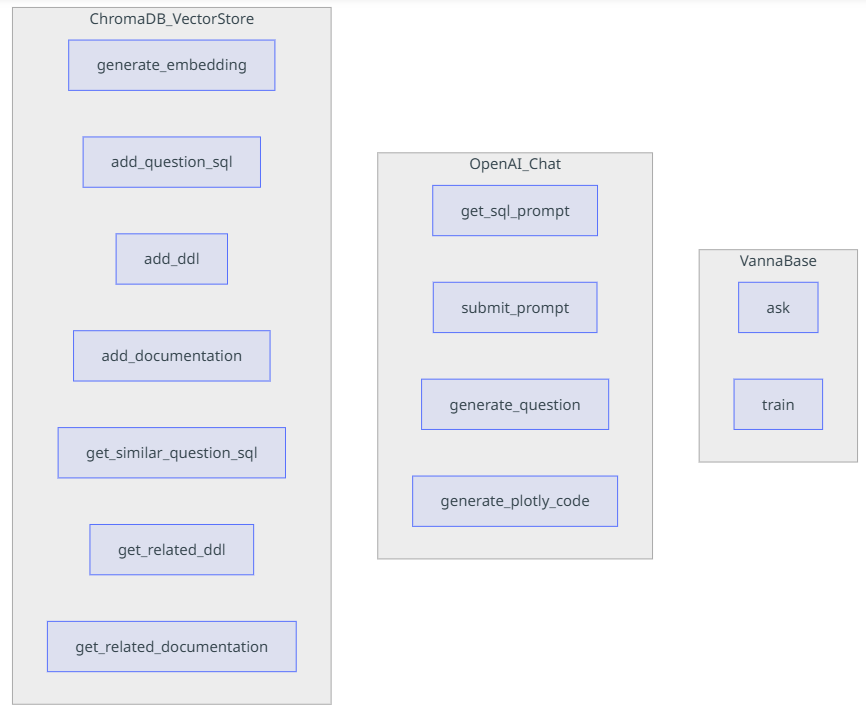 ChromaDB_VectorStore
generate_embedding
add_question_sql
add_ddl
add_documentation
get_similar_question_sql
get_related_ddl
get_related_documentation
OpenAI_Chat
get_sql_prompt
submit_prompt
generate_question
generate_plotly_code
VannaBase
ask
train